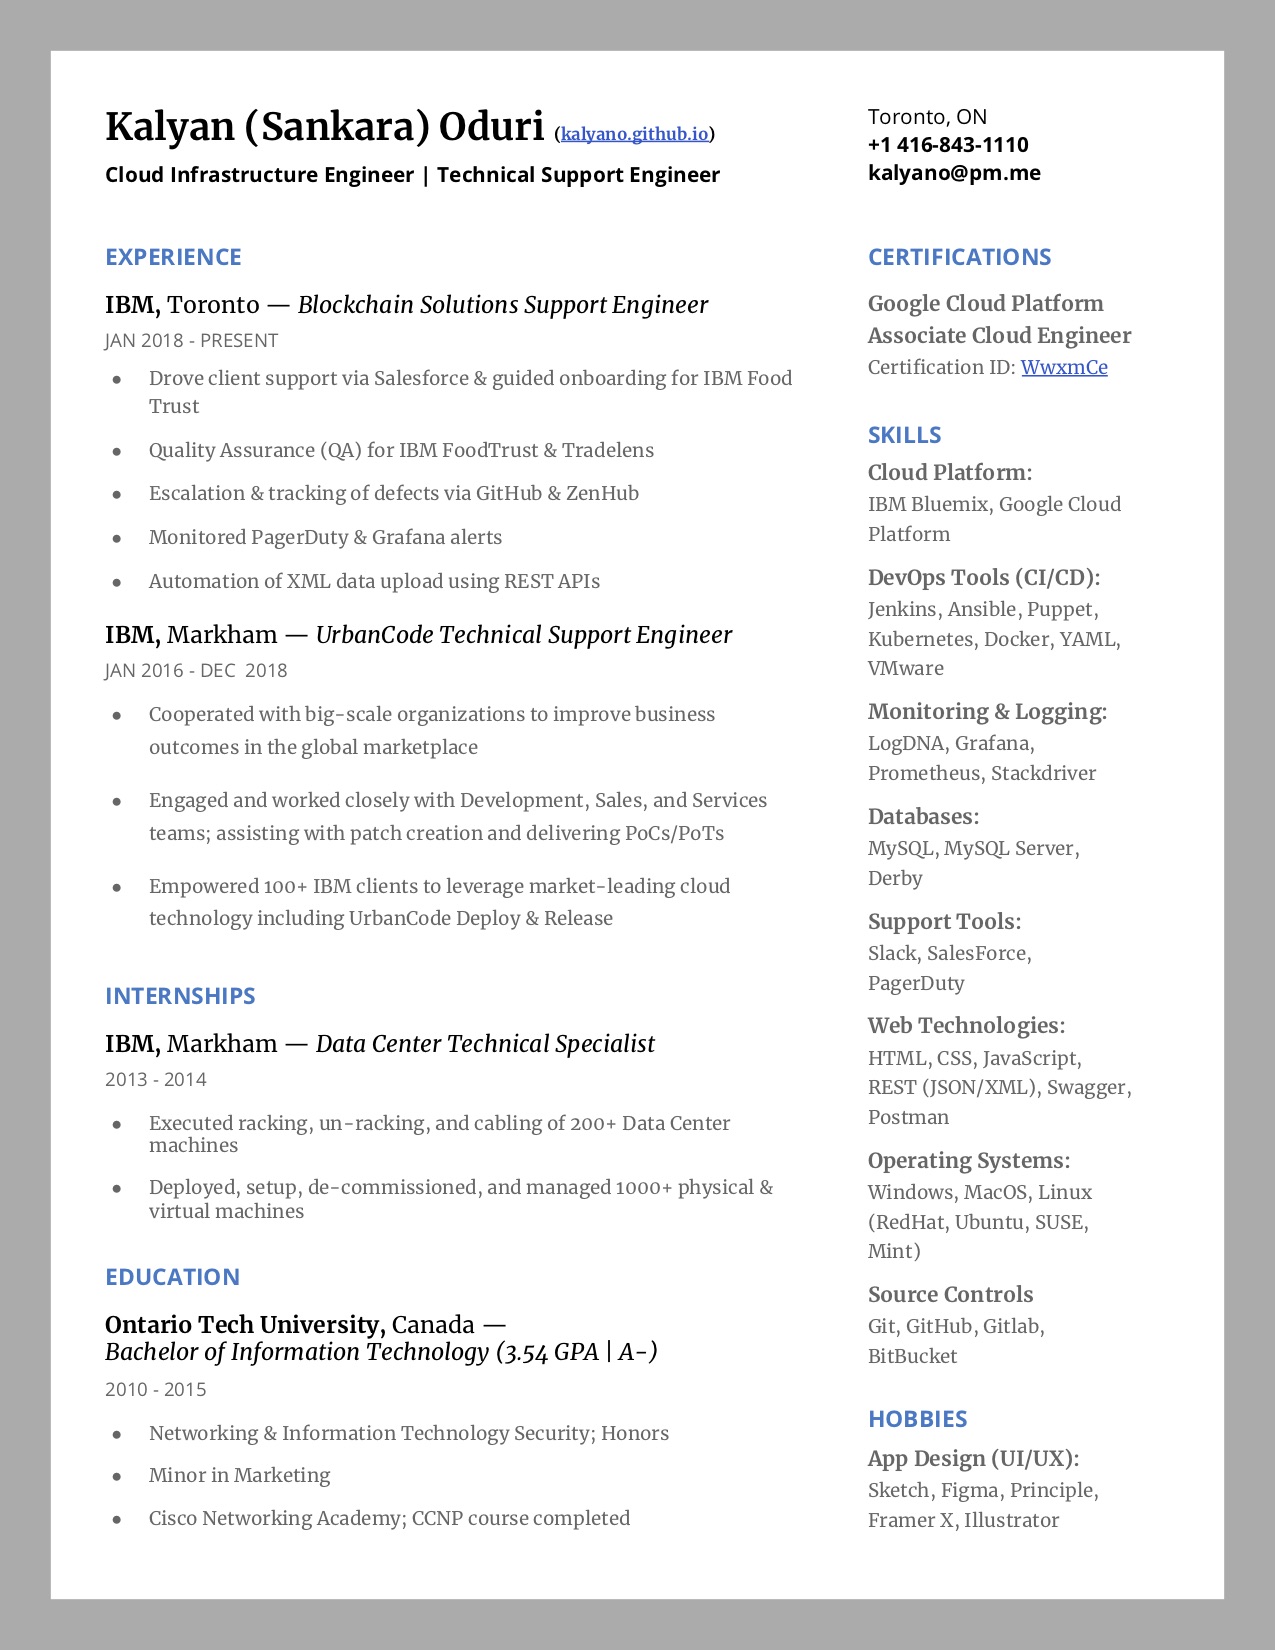 Kalyan (Sankara) Oduri (kalyano.github.io)
Cloud Infrastructure Engineer | Technical Support Engineer
Toronto, ON
+1 416-843-1110
kalyano@pm.me
EXPERIENCE
IBM, Toronto — Blockchain Solutions Support Engineer
JAN 2018 - PRESENT
● Drove client support via Salesforce & guided onboarding for IBM Food
Trust
● Quality Assurance (QA) for IBM FoodTrust & Tradelens
● Escalation & tracking of defects via GitHub & ZenHub
● Monitored PagerDuty & Grafana alerts
● Automation of XML data upload using REST APIs
IBM, Markham — UrbanCode Technical Support Engineer
JAN 2016 - DEC  2018
● Cooperated with big-scale organizations to improve business
outcomes in the global marketplace
● Engaged and worked closely with Development, Sales, and Services
teams; assisting with patch creation and delivering PoCs/PoTs
● Empowered 100+ IBM clients to leverage market-leading cloud
technology including UrbanCode Deploy & Release
INTERNSHIPS
IBM, Markham — Data Center Technical Specialist
2013 - 2014
● Executed racking, un-racking, and cabling of 200+ Data Center
machines
● Deployed, setup, de-commissioned, and managed 1000+ physical &
virtual machines
EDUCATION
Ontario Tech University, Canada —
Bachelor of Information Technology (3.54 GPA | A-)
2010 - 2015
● Networking & Information Technology Security; Honors
● Minor in Marketing
● Cisco Networking Academy; CCNP course completed
CERTIFICATIONS
Google Cloud Platform
Associate Cloud Engineer
Certification ID: WwxmCe
SKILLS
Cloud Platform:
IBM Bluemix, Google Cloud
Platform
DevOps Tools (CI/CD):
Jenkins, Ansible, Puppet,
Kubernetes, Docker, YAML,
VMware
Monitoring & Logging:
LogDNA, Grafana,
Prometheus, Stackdriver
Databases:
MySQL, MySQL Server,
Derby
Support Tools:
Slack, SalesForce,
PagerDuty
Web Technologies:
HTML, CSS, JavaScript,
REST (JSON/XML), Swagger,
Postman
Operating Systems:
Windows, MacOS, Linux
(RedHat, Ubuntu, SUSE,
Mint)
Source Controls
Git, GitHub, Gitlab,
BitBucket
HOBBIES
App Design (UI/UX):
Sketch, Figma, Principle,
Framer X, Illustrator